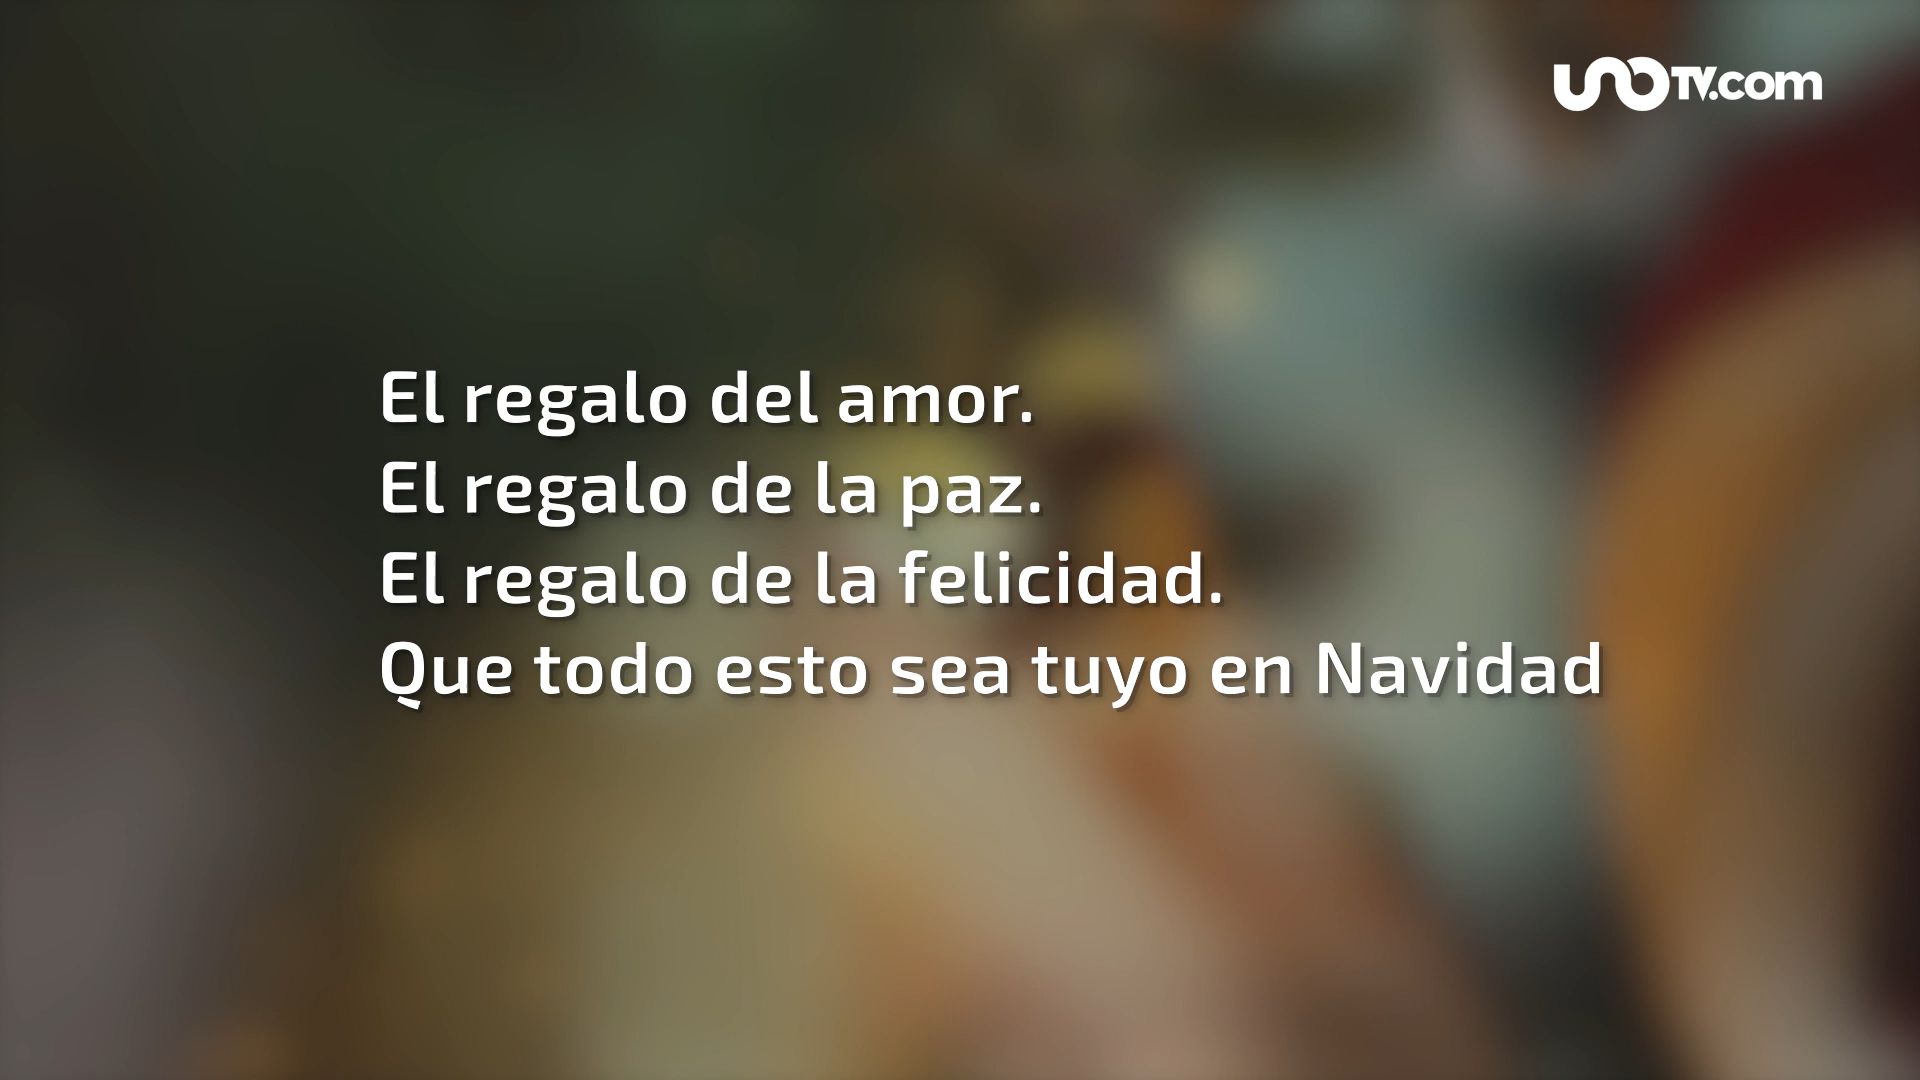 UNOTV.com
El regalo del amor.
El regalo de la paz.
El regalo de la felicidad.
Que todo esto sea tuyo en Navidad